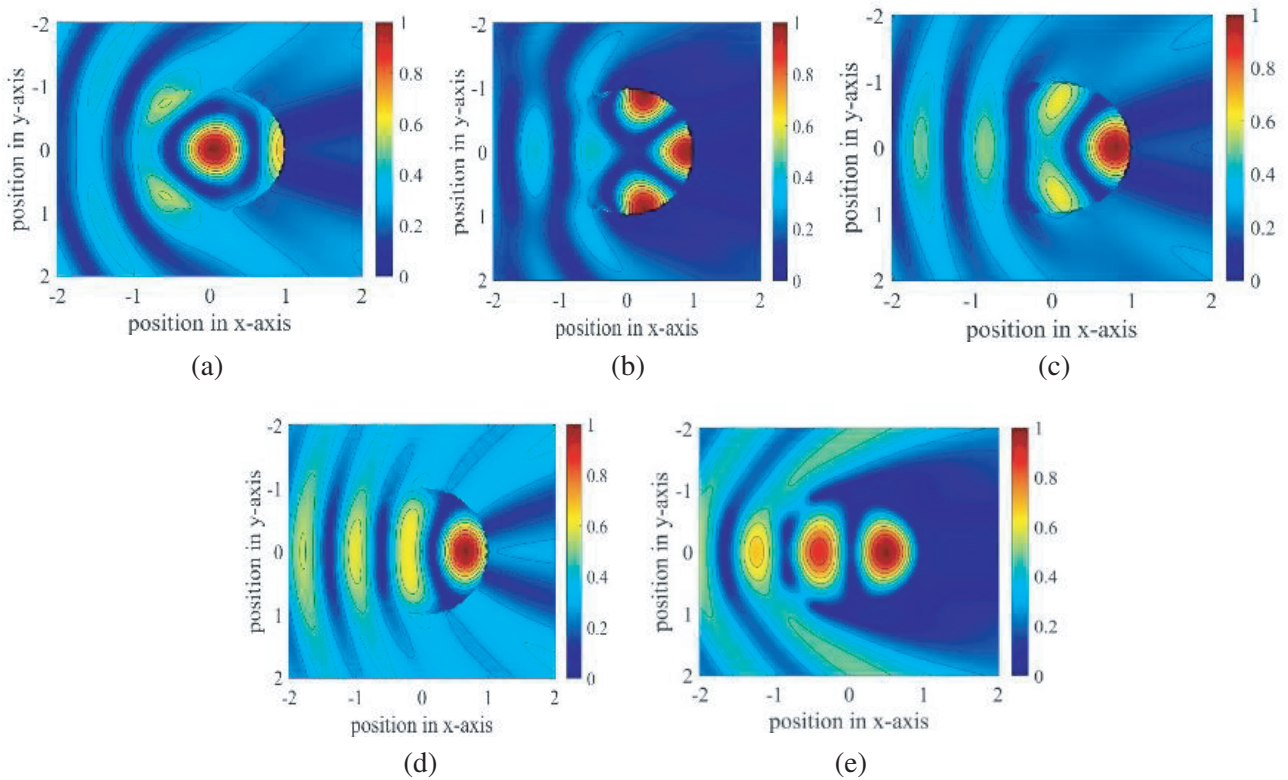 -2 -1 0 1 2
position in y-axis
-2 -1 0 1 2
position in x-axis
1 0.8 0.6 0.4 0.2 0
(a)
-2 -1 0 1 2
position in y-axis
-2 -1 0 1 2
position in x-axis
1 0.8 0.6 0.4 0.2 0
(b)
-2 -1 0 1 2
position in y-axis
-2 -1 0 1 2
position in x-axis
1 0.8 0.6 0.4 0.2 0
(c)
-2 -1 0 1 2
position in y-axis
-2 -1 0 1 2
position in x-axis
1 0.8 0.6 0.4 0.2 0
(d)
-2 -1 0 1 2
position in y-axis
-2 -1 0 1 2
position in x-axis
1 0.8 0.6 0.4 0.2 0
(e)